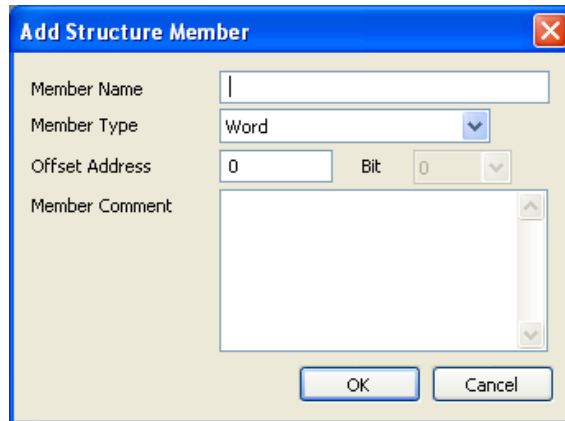 Add Structure Member
Member Name
Member Type Word
Offset Address 0 Bit 0
Member Comment
OK Cancel